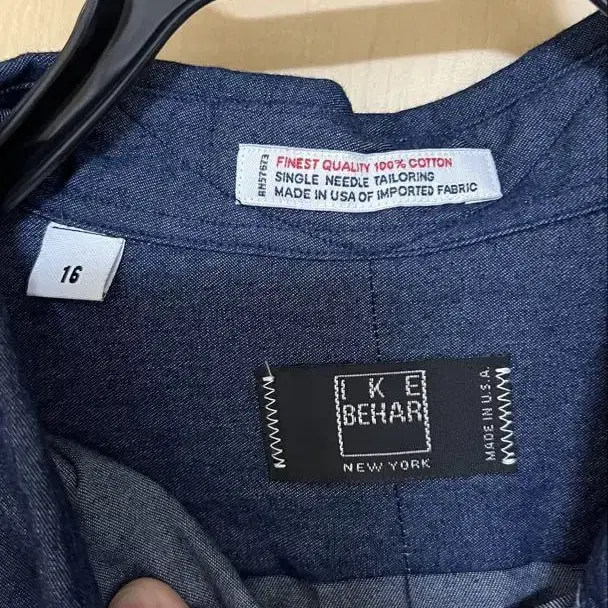 RN57673
FINEST QUALITY 100% COTTON
SINGLE NEEDLE TAILORING
MADE IN USA OF IMPORTED FABRIC
16
IKE
BEHAR
NEW YORK
MADE IN U.S.A.